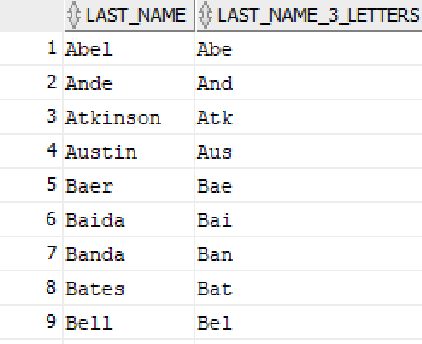 LAST_NAME LAST_NAME_3_LETTERS
1 Abel Abe
2 Ande And
3 Atkinson Atk
4 Austin Aus
5 Baer Bae
6 Baida Bai
7 Banda Ban
8 Bates Bat
9 Bell Bel